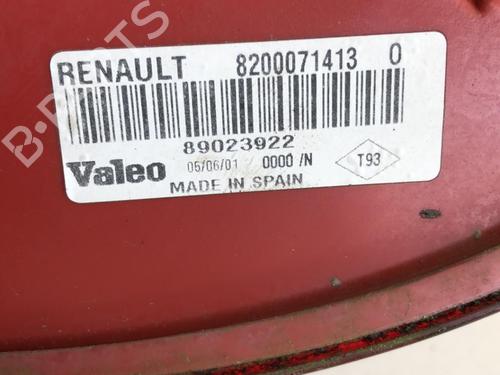 RENAULT 8200071413 0
89023922
Valeo 05/06/01 0000 /N T93
MADE IN SPAIN
B-PARTS